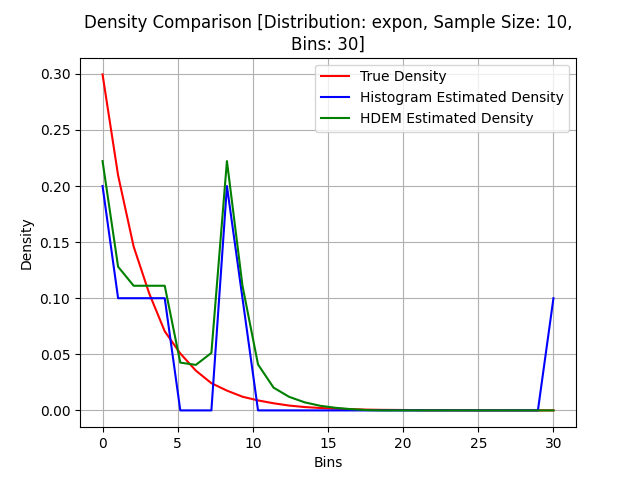 Density Comparison [Distribution: expon, Sample Size: 10,
Bins: 30]
True Density
Histogram Estimated Density
HDEM Estimated Density
0.30
0.25
0.20
0.15
0.10
0.05
0.00
Density
0 5 10 15 20 25 30
Bins